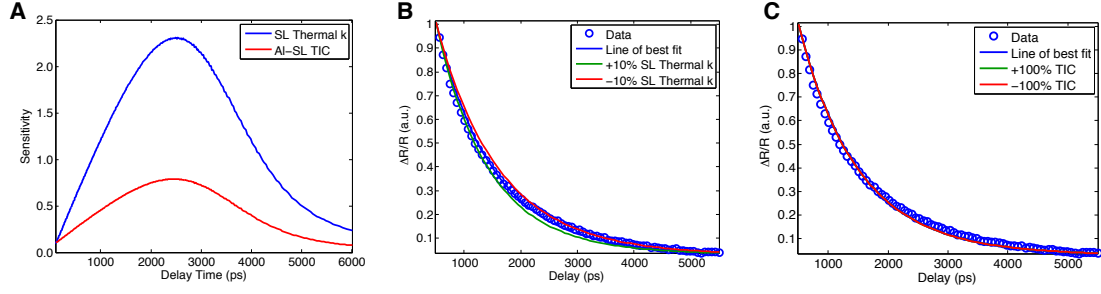 A
2.5
2.0
1.5
1.0
0.5
0.0
Sensitivity
SL Thermal k
Al-SL TIC
1000 2000 3000 4000 5000 6000
Delay Time (ps)
B
1
0.9
0.8
0.7
0.6
0.5
0.4
0.3
0.2
0.1
ΔR/R (a.u.)
Data
Line of best fit
+10% SL Thermal k
−10% SL Thermal k
1000 2000 3000 4000 5000
Delay (ps)
C
1
0.9
0.8
0.7
0.6
0.5
0.4
0.3
0.2
0.1
ΔR/R (a.u.)
Data
Line of best fit
+100% TIC
−100% TIC
1000 2000 3000 4000 5000
Delay (ps)